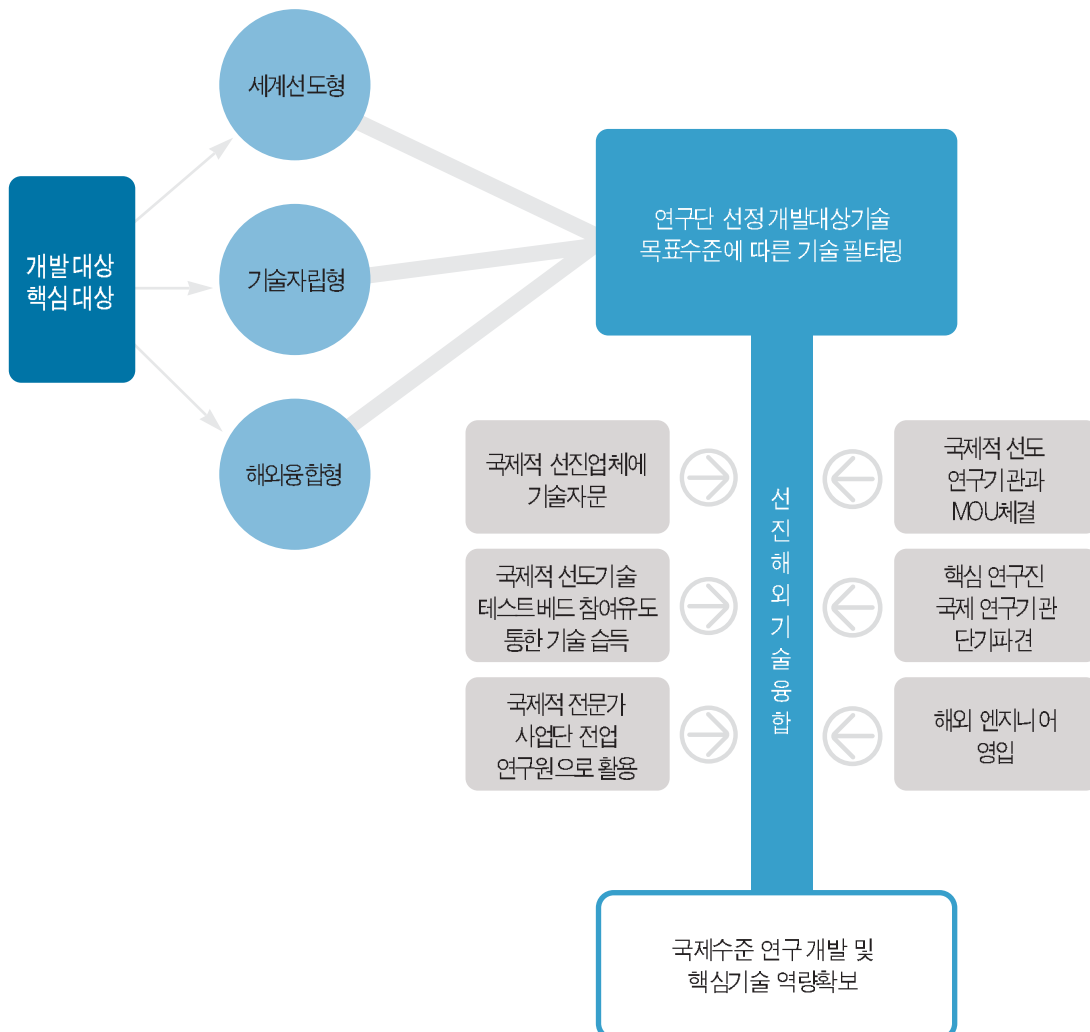 세계선도형
개발 대상
핵심 대상
기술자립형
해외융합형
연구단 선정 개발대상기술
목표수준에 따른 기술 필터링
국제적 선진업체에
기술자문
국제적 선도기술
테스트베드 참여유도
통한 기술 습득
국제적 전문가
사업단 전업
연구원으로 활용
선진해외기술융합
국제적 선도
연구기관과
MOU체결
핵심 연구진
국제 연구기관
단기파견
해외 엔지니어
영입
국제수준 연구 개발 및
핵심기술 역량확보